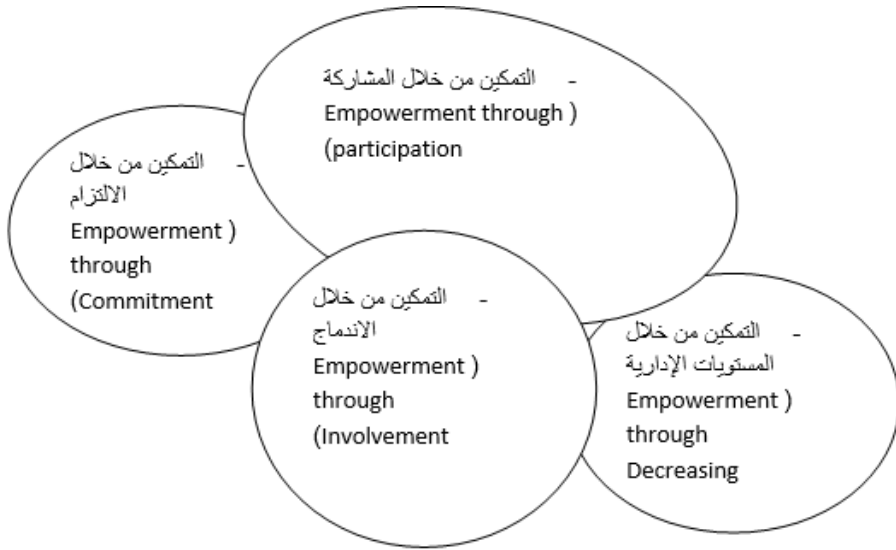 - التمكين من خلال المشاركة
Empowerment through )
(participation
- التمكين من خلال
الالتزام
Empowerment )
through
(Commitment
- التمكين من خلال
الاندماج
Empowerment )
through
(Involvement
- التمكين من خلال
المستويات الإدارية
Empowerment )
through
Decreasing